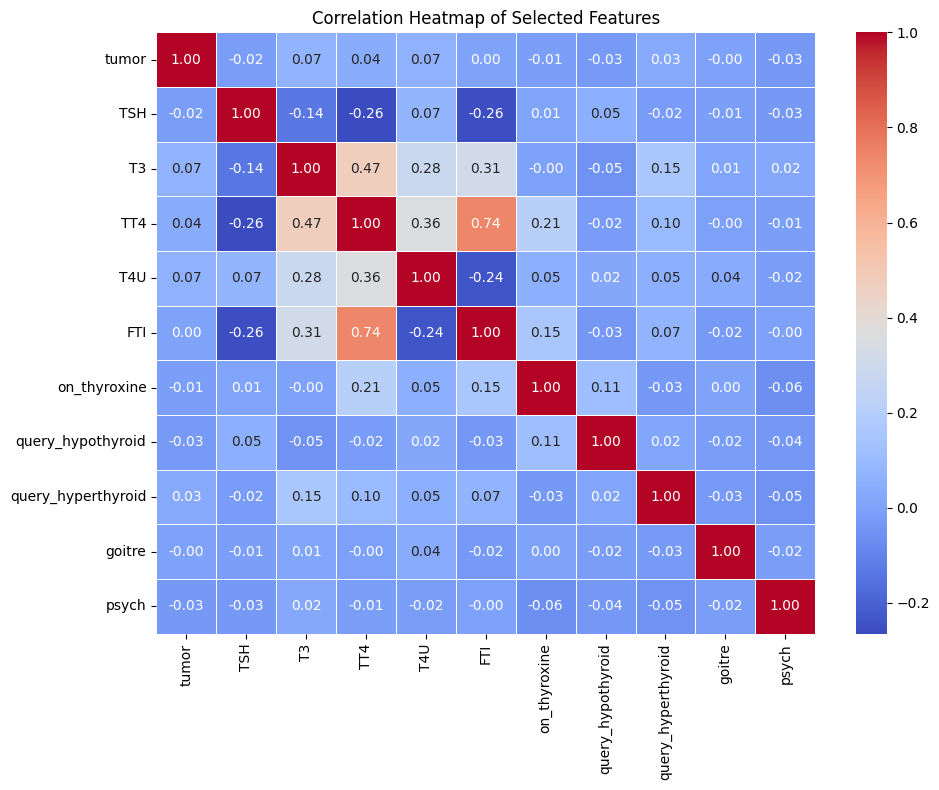 Correlation Heatmap of Selected Features
tumor 1.00 -0.02 0.07 0.04 0.07 0.00 -0.01 -0.03 0.03 -0.00 -0.03
TSH -0.02 1.00 -0.14 -0.26 0.07 -0.26 0.01 0.05 -0.02 -0.01 -0.03
T3 0.07 -0.14 1.00 0.47 0.28 0.31 -0.00 -0.05 0.15 0.01 0.02
TT4 0.04 -0.26 0.47 1.00 0.36 0.74 0.21 -0.02 0.10 -0.00 -0.01
T4U 0.07 0.07 0.28 0.36 1.00 -0.24 0.05 0.02 0.05 0.04 -0.02
FTI 0.00 -0.26 0.31 0.74 -0.24 1.00 0.15 -0.03 0.07 -0.02 -0.00
on_thyroxine -0.01 0.01 -0.00 0.21 0.05 0.15 1.00 0.11 -0.03 0.00 -0.06
query_hypothyroid -0.03 0.05 -0.05 -0.02 0.02 -0.03 0.11 1.00 0.02 -0.02 -0.04
query_hyperthyroid 0.03 -0.02 0.15 0.10 0.05 0.07 -0.03 0.02 1.00 -0.03 -0.05
goitre -0.00 -0.01 0.01 -0.00 0.04 -0.02 0.00 -0.02 -0.03 1.00 -0.02
psych -0.03 -0.03 0.02 -0.01 -0.02 -0.00 -0.06 -0.04 -0.05 -0.02 1.00
tumor
TSH
T3
TT4
T4U
FTI
on_thyroxine
query_hypothyroid
query_hyperthyroid
goitre
psych
1.0
0.8
0.6
0.4
0.2
0.0
−0.2